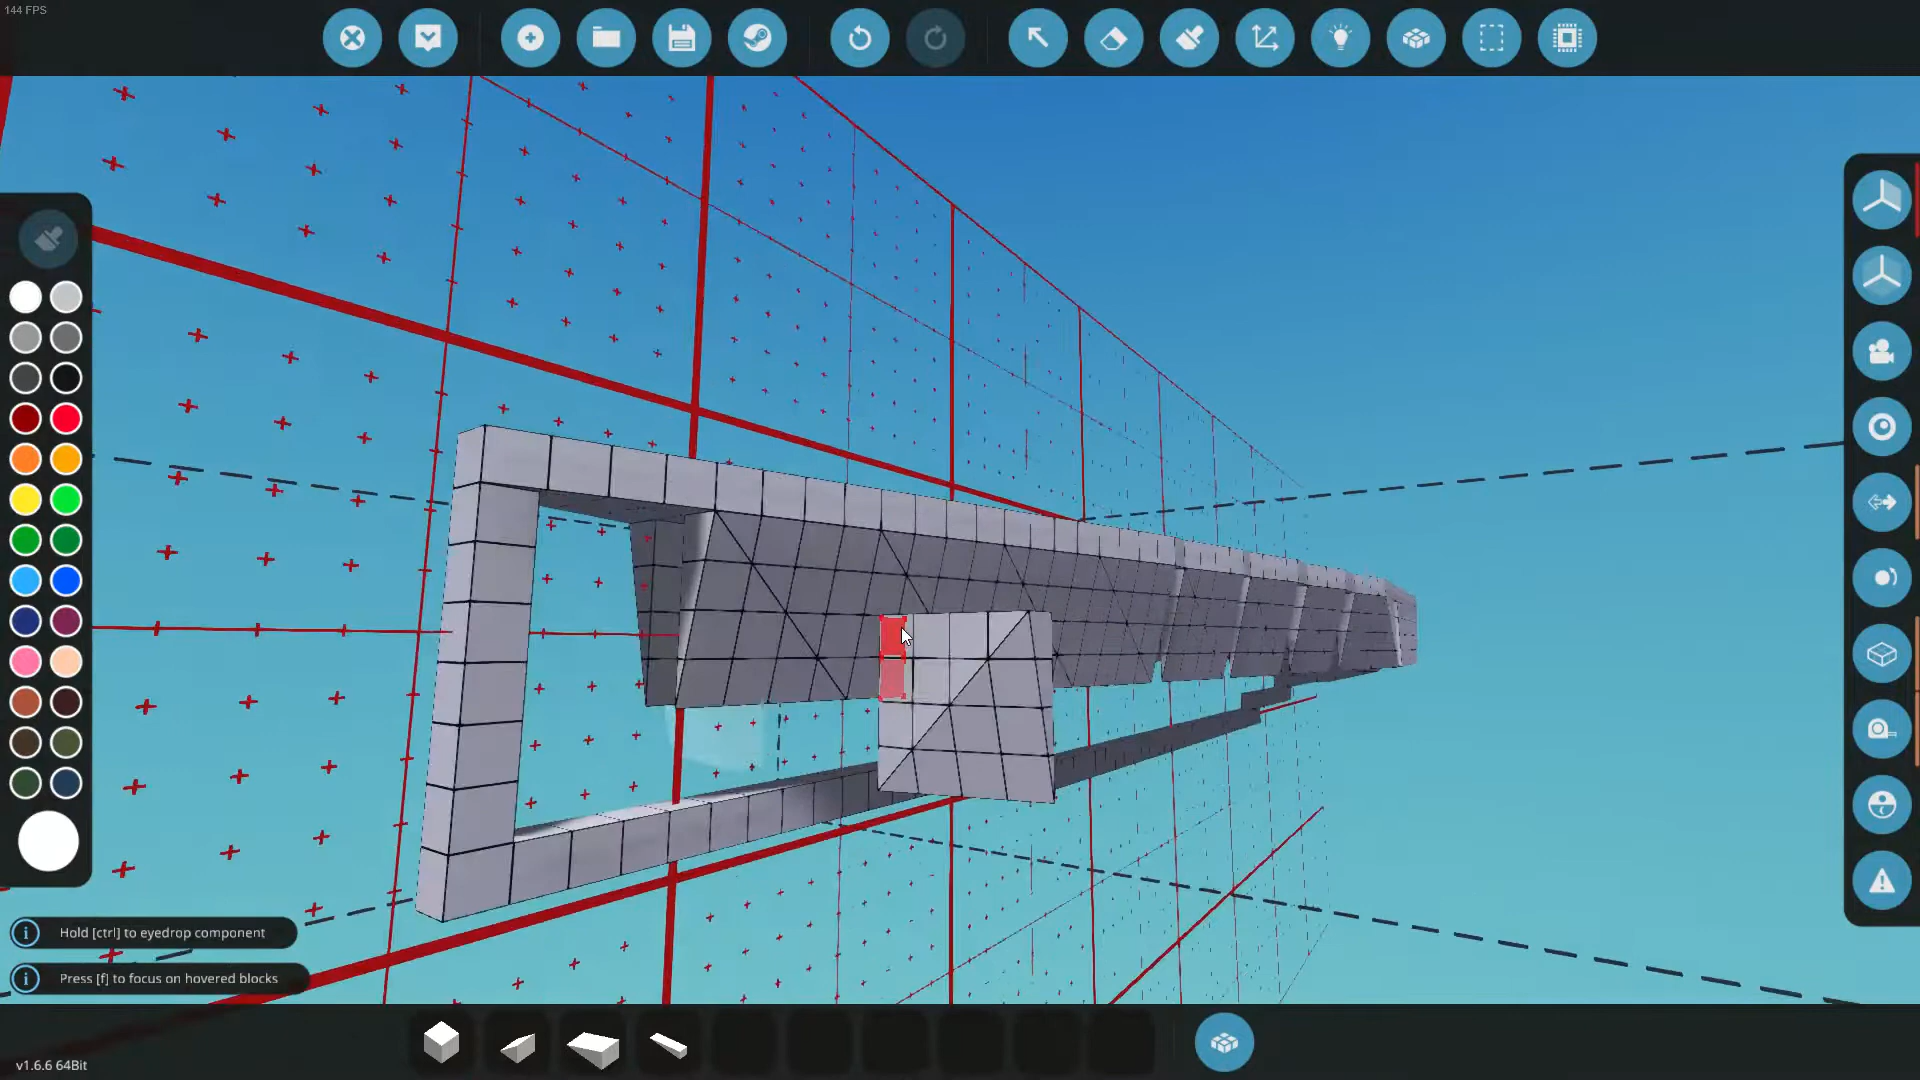 144 FPS
Hold [ctrl] to eyedrop component
Press [f] to focus on hovered blocks
v1.6.6 64Bit